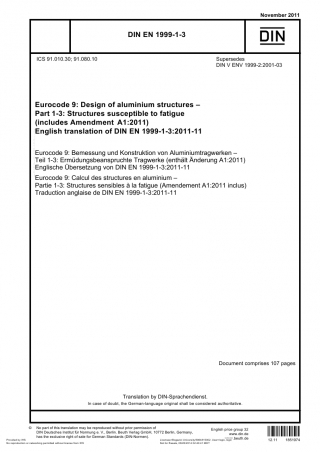 November 2011
DIN EN 1999-1-3
DIN
ICS 91.010.30; 91.080.10
Supersedes
DIN V ENV 1999-2:2001-03
Eurocode 9: Design of aluminium structures –
Part 1-3: Structures susceptible to fatigue
(includes Amendment A1:2011)
English translation of DIN EN 1999-1-3:2011-11
Eurocode 9: Bemessung und Konstruktion von Aluminiumtragwerken –
Teil 1-3: Ermüdungsbeanspruchte Tragwerke (enthält Änderung A1:2011)
Englische Übersetzung von DIN EN 1999-1-3:2011-11
Eurocode 9: Calcul des structures en aluminium –
Partie 1-3: Structures sensibles à la fatigue (Amendement A1:2011 inclus)
Traduction anglaise de DIN EN 1999-1-3:2011-11
Document comprises 107 pages
Translation by DIN-Sprachendienst.
In case of doubt, the German-language original shall be considered authoritative.
© No part of this translation may be reproduced without prior permission of
DIN Deutsches Institut für Normung e. V., Berlin. Beuth Verlag GmbH, 10772 Berlin, Germany,
has the exclusive right of sale for German Standards (DIN-Normen).
English price group 32
www.din.de
www.beuth.de
12.11